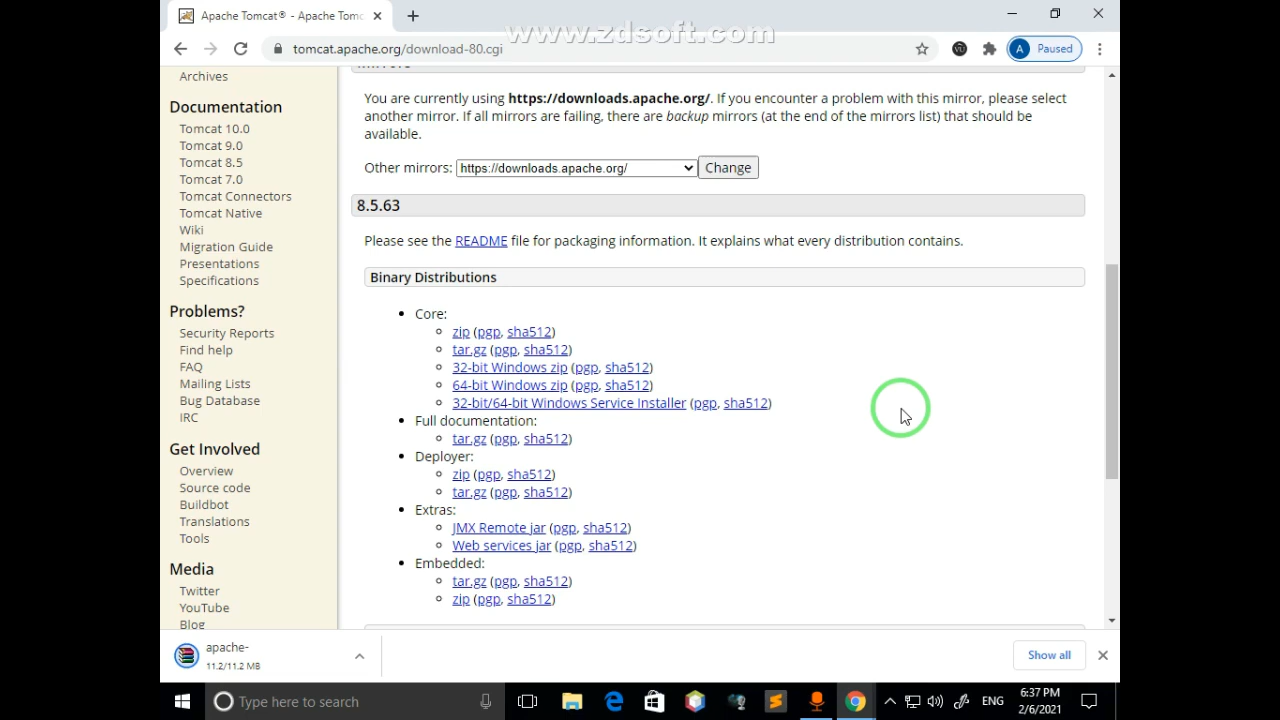 Apache Tomcat® - Apache Tomc
www.zdsoft.com
tomcat.apache.org/download-80.cgi
A Paused
Archives
Documentation
Tomcat 10.0
Tomcat 9.0
Tomcat 8.5
Tomcat 7.0
Tomcat Connectors
Tomcat Native
Wiki
Migration Guide
Presentations
Specifications
Problems?
Security Reports
Find help
FAQ
Mailing Lists
Bug Database
IRC
Get Involved
Overview
Source code
Buildbot
Translations
Tools
Media
Twitter
YouTube
Blog
You are currently using https://downloads.apache.org/. If you encounter a problem with this mirror, please select
another mirror. If all mirrors are failing, there are backup mirrors (at the end of the mirrors list) that should be
available.
Other mirrors: https://downloads.apache.org/ Change
8.5.63
Please see the README file for packaging information. It explains what every distribution contains.
Binary Distributions
Core:
zip (pgp, sha512)
tar.gz (pgp, sha512)
32-bit Windows zip (pgp, sha512)
64-bit Windows zip (pgp, sha512)
32-bit/64-bit Windows Service Installer (pgp, sha512)
Full documentation:
tar.gz (pgp, sha512)
Deployer:
zip (pgp, sha512)
tar.gz (pgp, sha512)
Extras:
JMX Remote jar (pgp, sha512)
Web services jar (pgp, sha512)
Embedded:
tar.gz (pgp, sha512)
zip (pgp, sha512)
apache-
11.2/11.2 MB
Show all
Type here to search
ENG
6:37 PM
2/6/2021